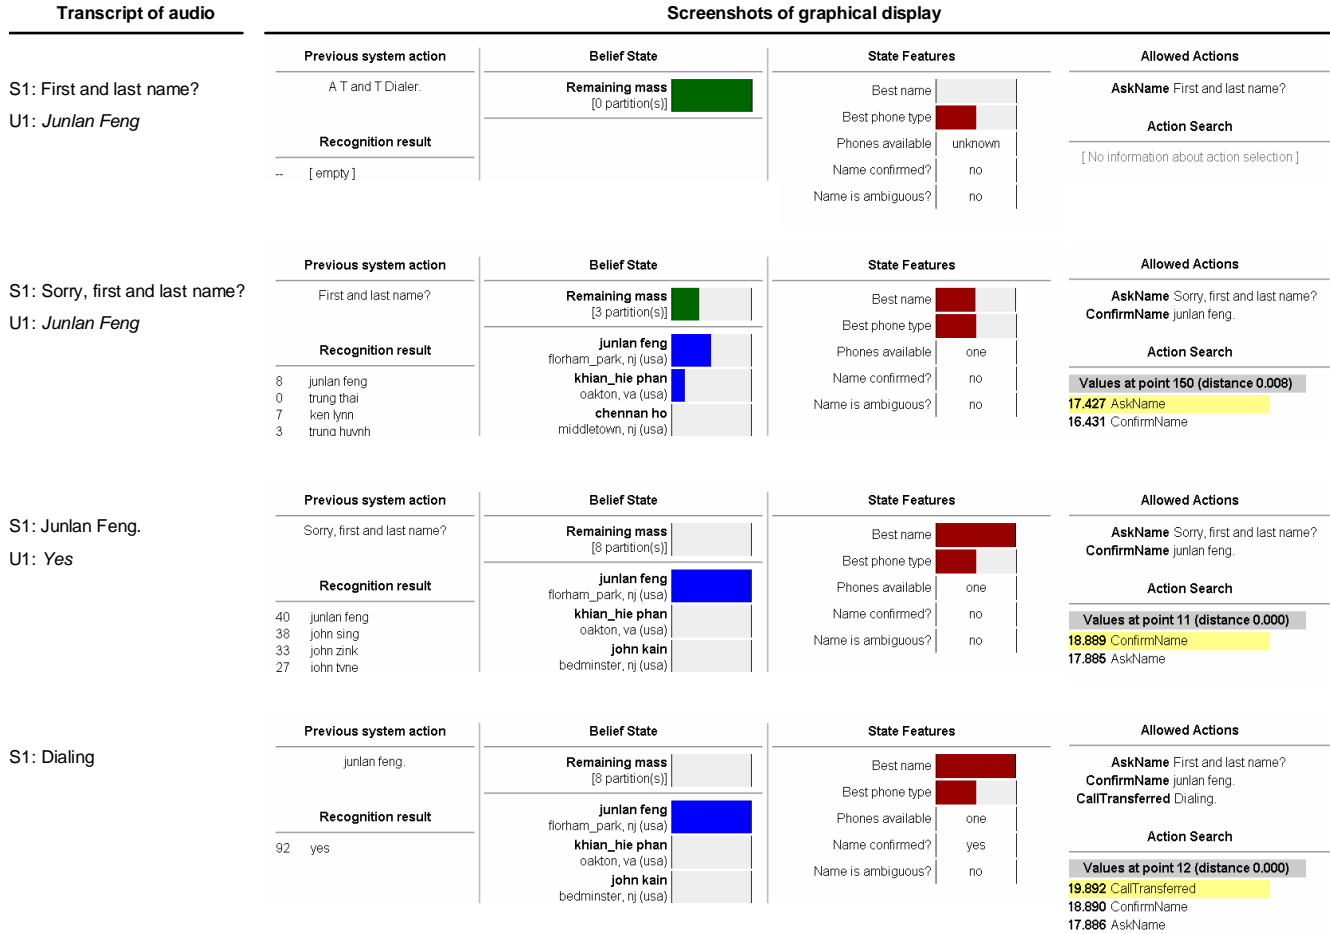 Transcript of audio
Screenshots of graphical display
S1: First and last name?
U1: Junlan Feng
Previous system action
A T and T Dialer.
Recognition result
-- [ empty ]
Belief State
Remaining mass
[0 partition(s)]
State Features
Best name
Best phone type
Phones available unknown
Name confirmed? no
Name is ambiguous? no
Allowed Actions
AskName First and last name?
Action Search
[ No information about action selection ]
S1: Sorry, first and last name?
U1: Junlan Feng
Previous system action
First and last name?
Recognition result
8 junlan feng
0 trung thai
7 ken lynn
3 trung huynh
Belief State
Remaining mass
[3 partition(s)]
junlan feng
florham_park, nj (usa)
khian_hie phan
oakton, va (usa)
chennan ho
middletown, nj (usa)
State Features
Best name
Best phone type
Phones available one
Name confirmed? no
Name is ambiguous? no
Allowed Actions
AskName Sorry, first and last name?
ConfirmName junlan feng.
Action Search
Values at point 150 (distance 0.008)
17.427 AskName
16.431 ConfirmName
S1: Junlan Feng.
U1: Yes
Previous system action
Sorry, first and last name?
Recognition result
40 junlan feng
38 john sing
33 john zink
27 john tyne
Belief State
Remaining mass
[8 partition(s)]
junlan feng
florham_park, nj (usa)
khian_hie phan
oakton, va (usa)
john kain
bedminster, nj (usa)
State Features
Best name
Best phone type
Phones available one
Name confirmed? no
Name is ambiguous? no
Allowed Actions
AskName Sorry, first and last name?
ConfirmName junlan feng.
Action Search
Values at point 11 (distance 0.000)
18.889 ConfirmName
17.885 AskName
S1: Dialing
Previous system action
junlan feng.
Recognition result
92 yes
Belief State
Remaining mass
[8 partition(s)]
junlan feng
florham_park, nj (usa)
khian_hie phan
oakton, va (usa)
john kain
bedminster, nj (usa)
State Features
Best name
Best phone type
Phones available one
Name confirmed? yes
Name is ambiguous? no
Allowed Actions
AskName First and last name?
ConfirmName junlan feng.
CallTransferred Dialing.
Action Search
Values at point 12 (distance 0.000)
19.892 CallTransferred
18.890 ConfirmName
17.886 AskName